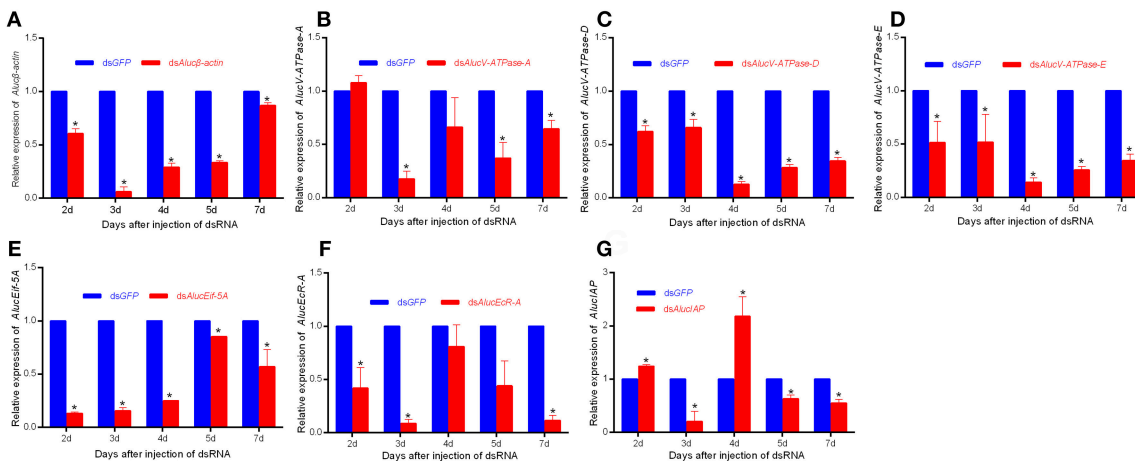 A
Relative expression of Alucβ-actin
1.5
1.0
0.5
0.0
dsGFP
dsAlucβ-actin
*
*
*
*
*
2d
3d
4d
5d
7d
Days after injection of dsRNA
B
Relative expression of AlucV-ATPase-A
1.5
1.0
0.5
0.0
dsGFP
dsAlucV-ATPase-A
*
*
*
2d
3d
4d
5d
7d
Days after injection of dsRNA
C
Relative expression of AlucV-ATPase-D
1.5
1.0
0.5
0.0
dsGFP
dsAlucV-ATPase-D
*
*
*
*
*
2d
3d
4d
5d
7d
Days after injection of dsRNA
D
Relative expression of AlucV-ATPase-E
1.5
1.0
0.5
0.0
dsGFP
dsAlucV-ATPase-E
*
*
*
*
*
2d
3d
4d
5d
7d
Days after injection of dsRNA
E
Relative expression of AlucEif-5A
1.5
1.0
0.5
0.0
dsGFP
dsAlucEif-5A
*
*
*
*
*
2d
3d
4d
5d
7d
Days after injection of dsRNA
F
Relative expression of AlucEcR-A
1.5
1.0
0.5
0.0
dsGFP
dsAlucEcR-A
*
*
*
2d
3d
4d
5d
7d
Days after injection of dsRNA
G
Relative expression of AlucIAP
3
2
1
0
dsGFP
dsAlucIAP
*
*
*
*
*
2d
3d
4d
5d
7d
Days after injection of dsRNA